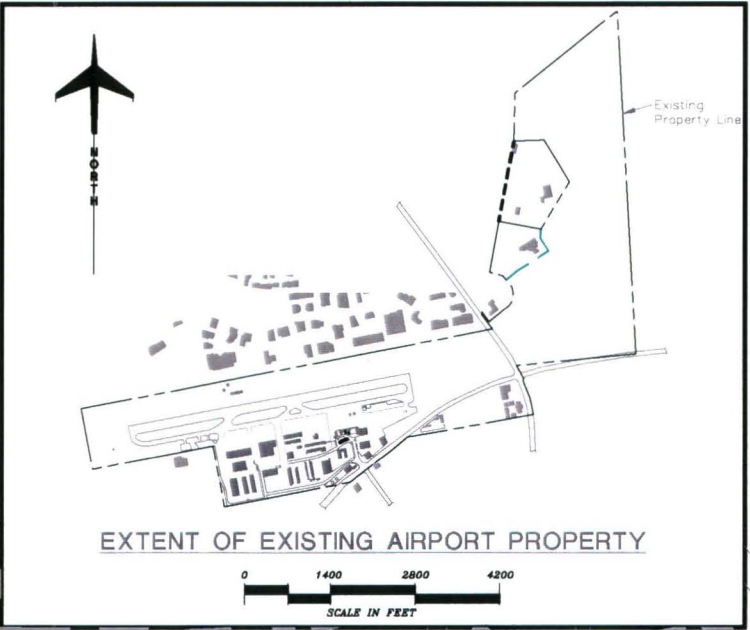 NORTH
Existing
Property Line
EXTENT OF EXISTING AIRPORT PROPERTY
0 1400 2800 4200
SCALE IN FEET